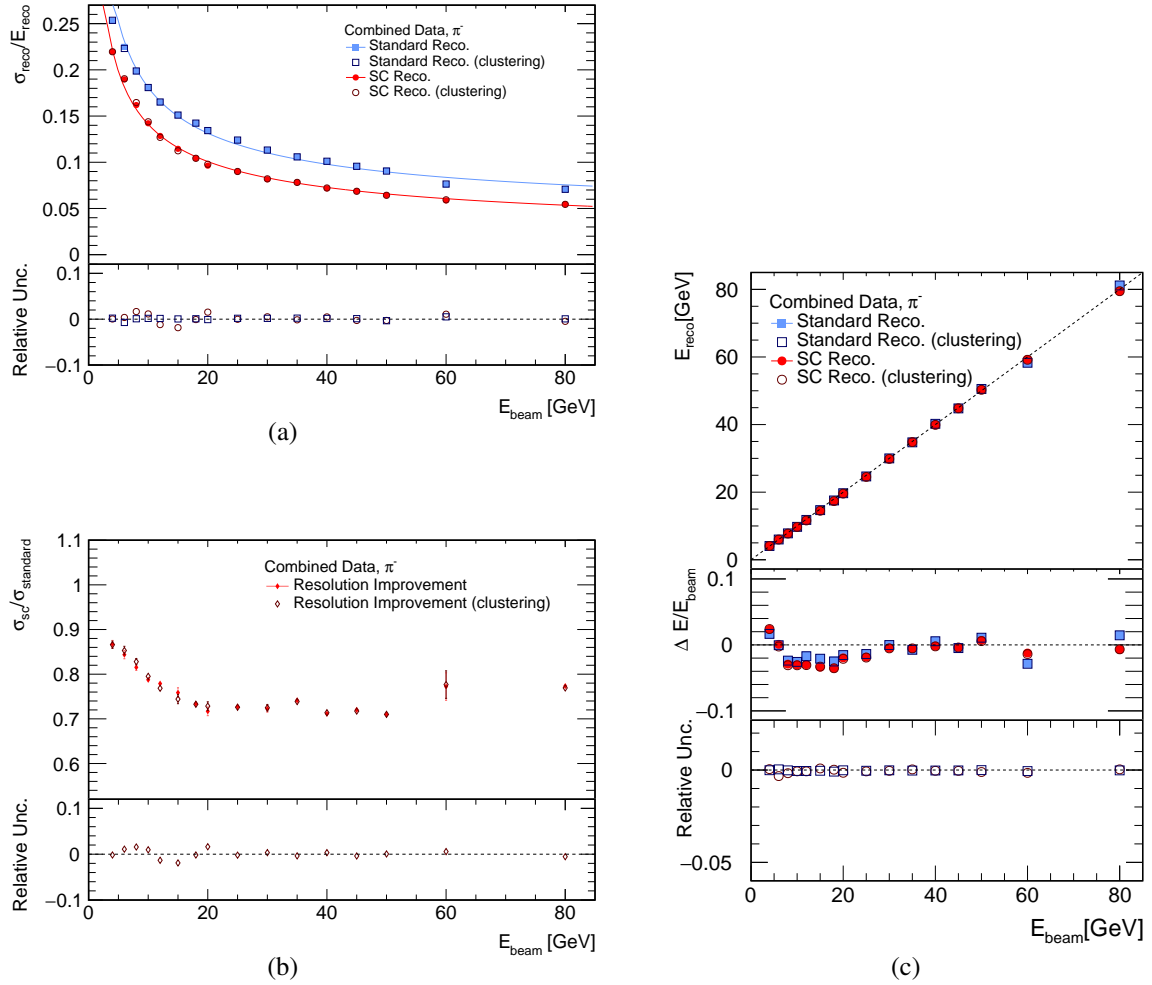 σreco/Ereco
0.25
0.2
0.15
0.1
0.05
0
Combined Data, π-
Standard Reco.
Standard Reco. (clustering)
SC Reco.
SC Reco. (clustering)
Relative Unc.
0.1
0
−0.1
0 20 40 60 80
Ebeam [GeV]
(a)
σsc/σstandard
1.1
1
0.9
0.8
0.7
0.6
Combined Data, π-
Resolution Improvement
Resolution Improvement (clustering)
Relative Unc.
0.1
0
−0.1
0 20 40 60 80
Ebeam [GeV]
(b)
Ereco[GeV]
80
60
40
20
0
Combined Data, π-
Standard Reco.
Standard Reco. (clustering)
SC Reco.
SC Reco. (clustering)
Δ E/Ebeam
0.1
0
−0.1
Relative Unc.
0
−0.05
0 20 40 60 80
Ebeam [GeV]
(c)